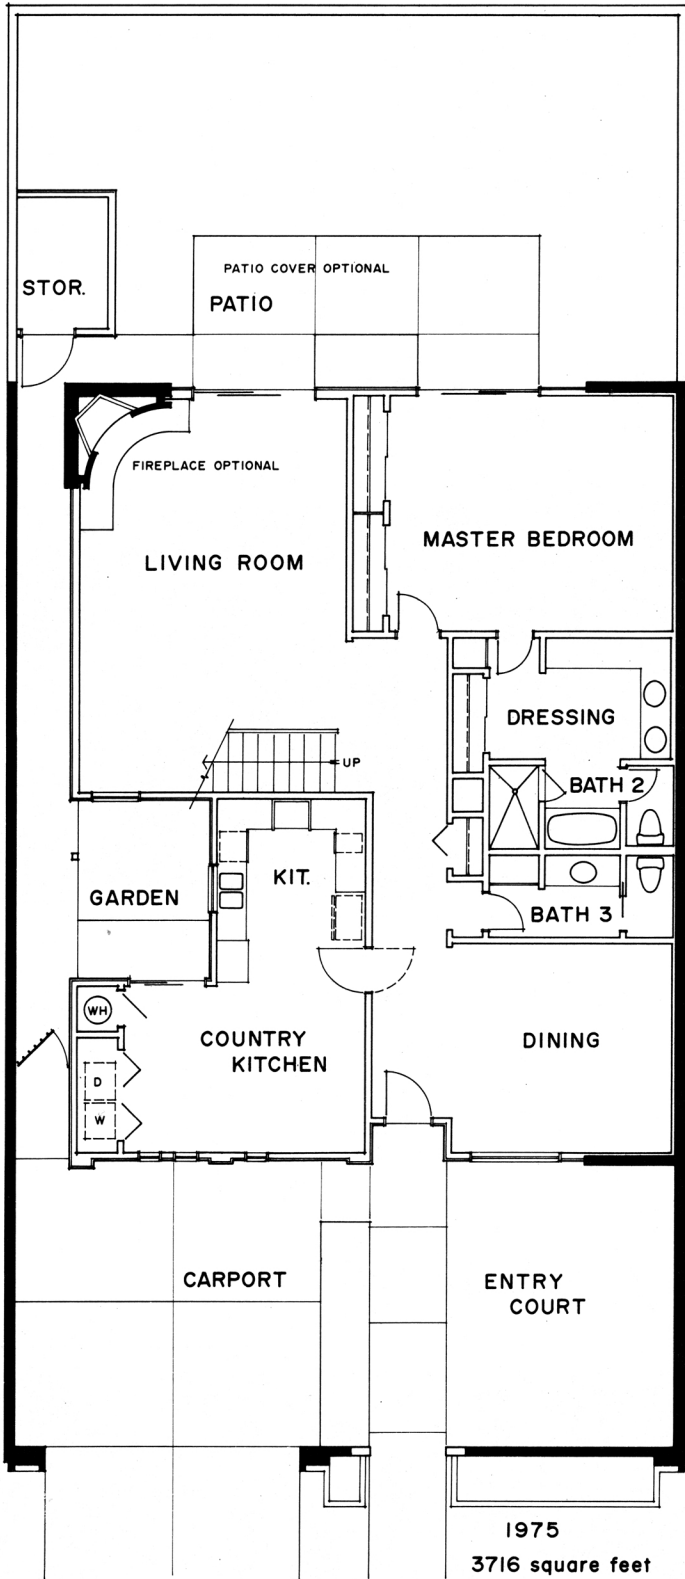 PATIO COVER OPTIONAL
STOR.
PATIO
FIREPLACE OPTIONAL
MASTER BEDROOM
LIVING ROOM
DRESSING
UP
BATH 2
KIT.
GARDEN
BATH 3
WH
COUNTRY
KITCHEN
DINING
D
W
CARPORT
ENTRY
COURT
1975
3716 square feet